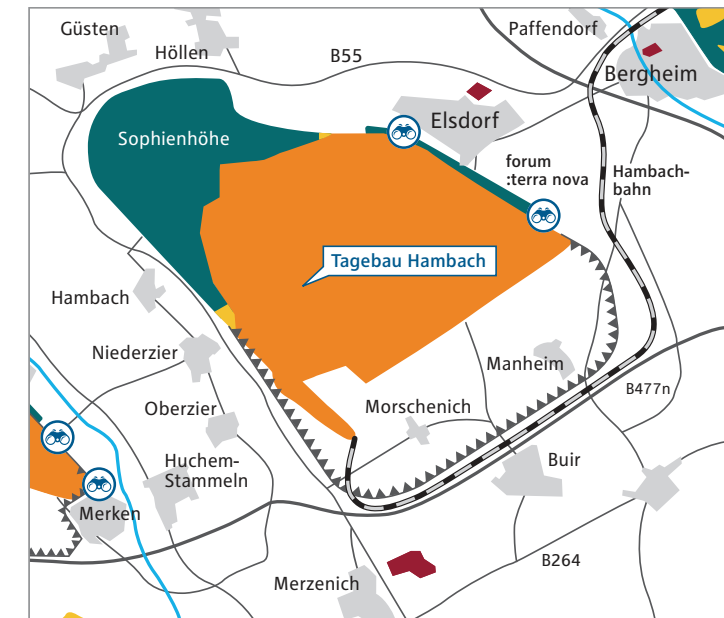 Güsten
Höllen
B55
Paffendorf
Bergheim
Elsdorf
Sophienhöhe
forum
:terra nova
Hambach-
bahn
Tagebau Hambach
Hambach
Niederzier
Manheim
B477n
Oberzier
Morschenich
Huchem-
Stammeln
Buir
Merken
B264
Merzenich